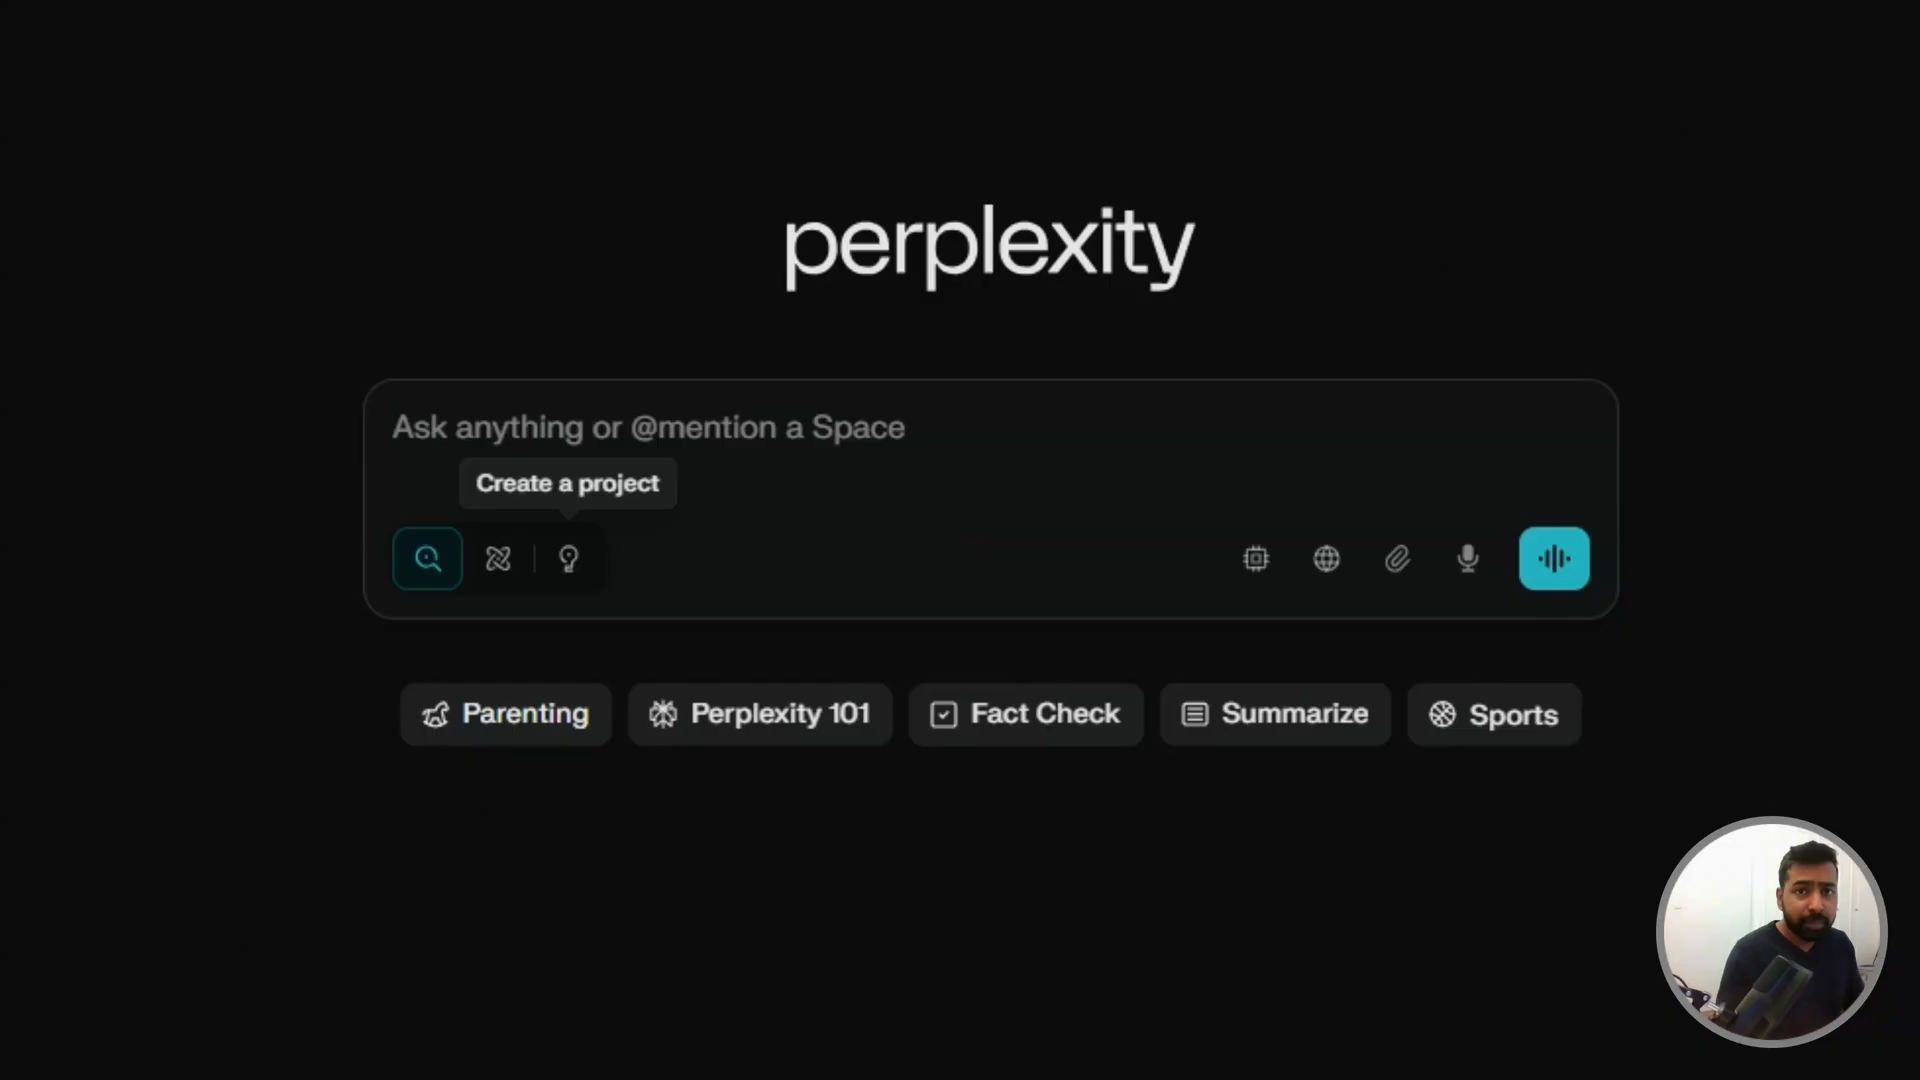 perplexity
Ask anything or @mention a Space
Create a project
Parenting
Perplexity 101
Fact Check
Summarize
Sports